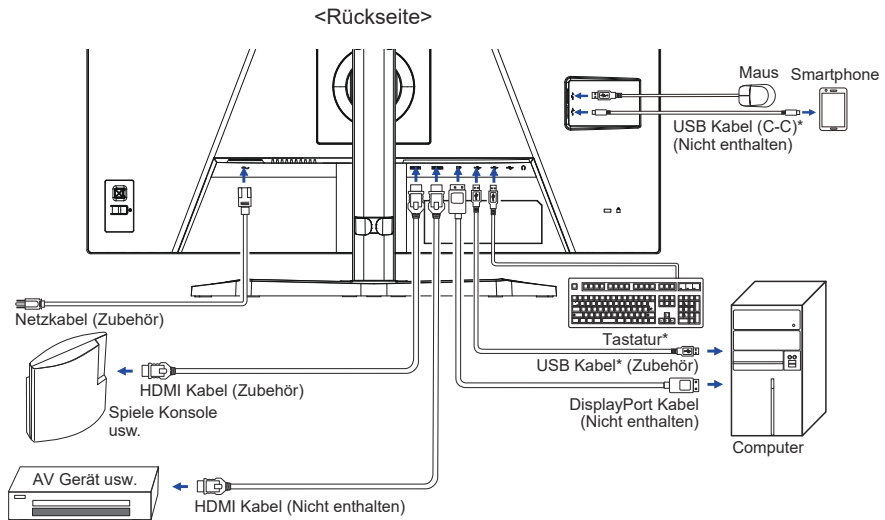 <Rückseite>
Maus
Smartphone
USB Kabel (C-C)*
(Nicht enthalten)
Netzkabel (Zubehör)
Tastatur*
USB Kabel* (Zubehör)
HDMI Kabel (Zubehör)
Spiele Konsole
usw.
DisplayPort Kabel
(Nicht enthalten)
Computer
AV Gerät usw.
HDMI Kabel (Nicht enthalten)